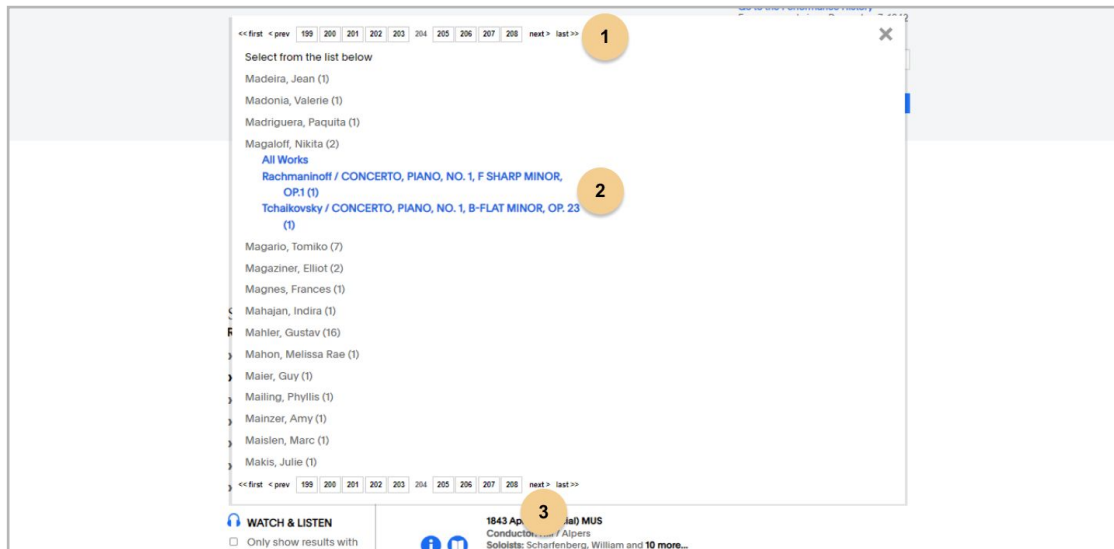 << first < prev 199 200 201 202 203 204 205 206 207 208 next > last >>
1
Select from the list below
Madeira, Jean (1)
Madonia, Valerie (1)
Madriguera, Paquita (1)
Magaloff, Nikita (2)
All Works
Rachmaninoff / CONCERTO, PIANO, NO. 1, F SHARP MINOR,
OP.1 (1)
2
Tchaikovsky / CONCERTO, PIANO, NO. 1, B-FLAT MINOR, OP. 23
(1)
Magario, Tomiko (7)
Magaziner, Elliot (2)
Magnes, Frances (1)
Mahajan, Indira (1)
Mahler, Gustav (16)
Mahon, Melissa Rae (1)
Maier, Guy (1)
Mailing, Phyllis (1)
Mainzer, Amy (1)
Maislen, Marc (1)
Makis, Julie (1)
<< first < prev 199 200 201 202 203 204 205 206 207 208 next > last >>
3
WATCH & LISTEN
Only show results with
1843 MUS
/ Alpers
Soloists: Scharfenberg, William and 10 more...